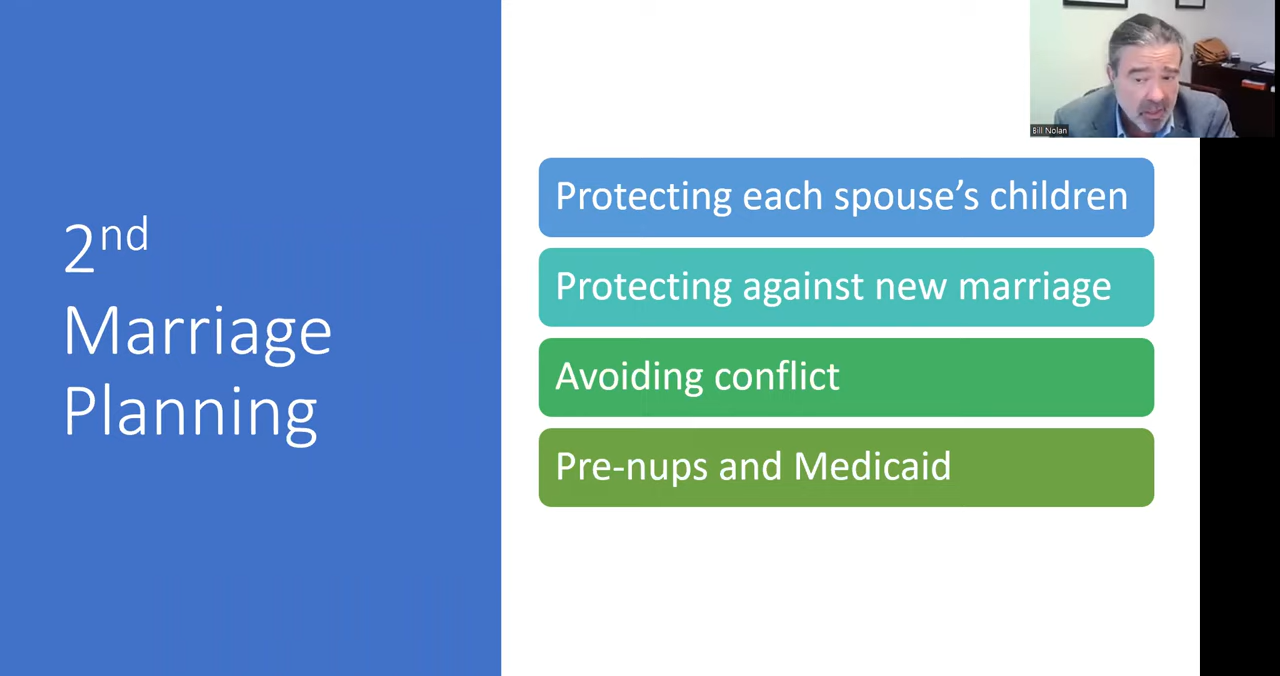 2nd
Marriage
Planning
Protecting each spouse’s children
Protecting against new marriage
Avoiding conflict
Pre-nups and Medicaid
Bill Nolan